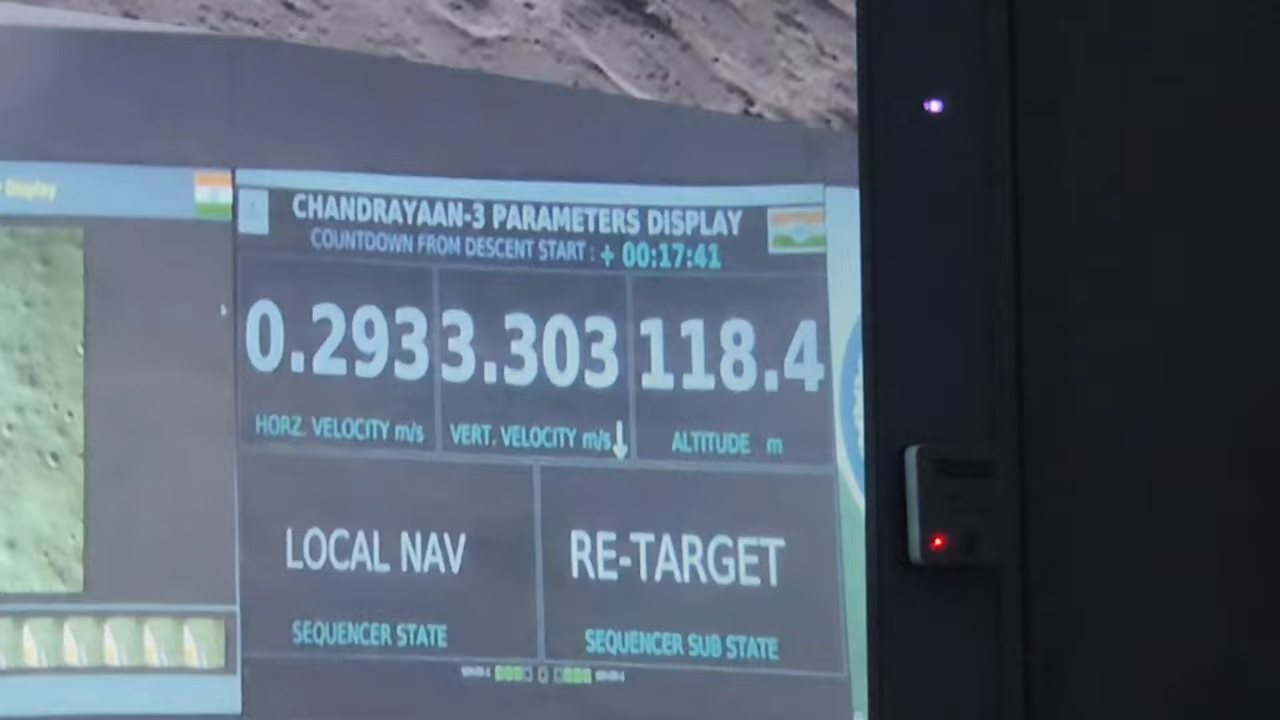 Display
CHANDRAYAAN-3 PARAMETERS DISPLAY
COUNTDOWN FROM DESCENT START : + 00:17:41
0.293 3.303 118.4
HORZ. VELOCITY m/s VERT. VELOCITY m/s ALTITUDE m
LOCAL NAV RE-TARGET
SEQUENCER STATE SEQUENCER SUB STATE